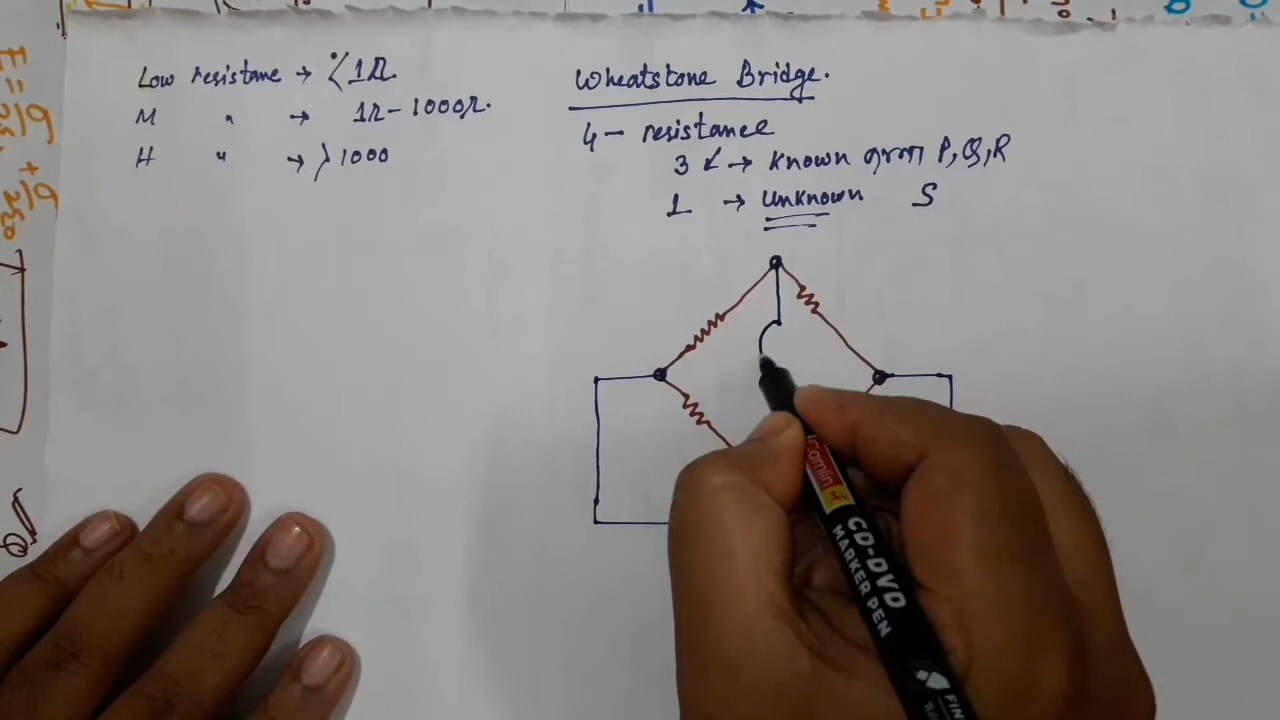 Low resistane → < 1Ω
M " → 1Ω - 1000Ω.
H " → > 1000
Wheatstone Bridge.
4 - resistance
3 ✓ → Known P, Q, R
1 → Unknown S
Camlin
CD-DVD
MARKER PEN
FIN